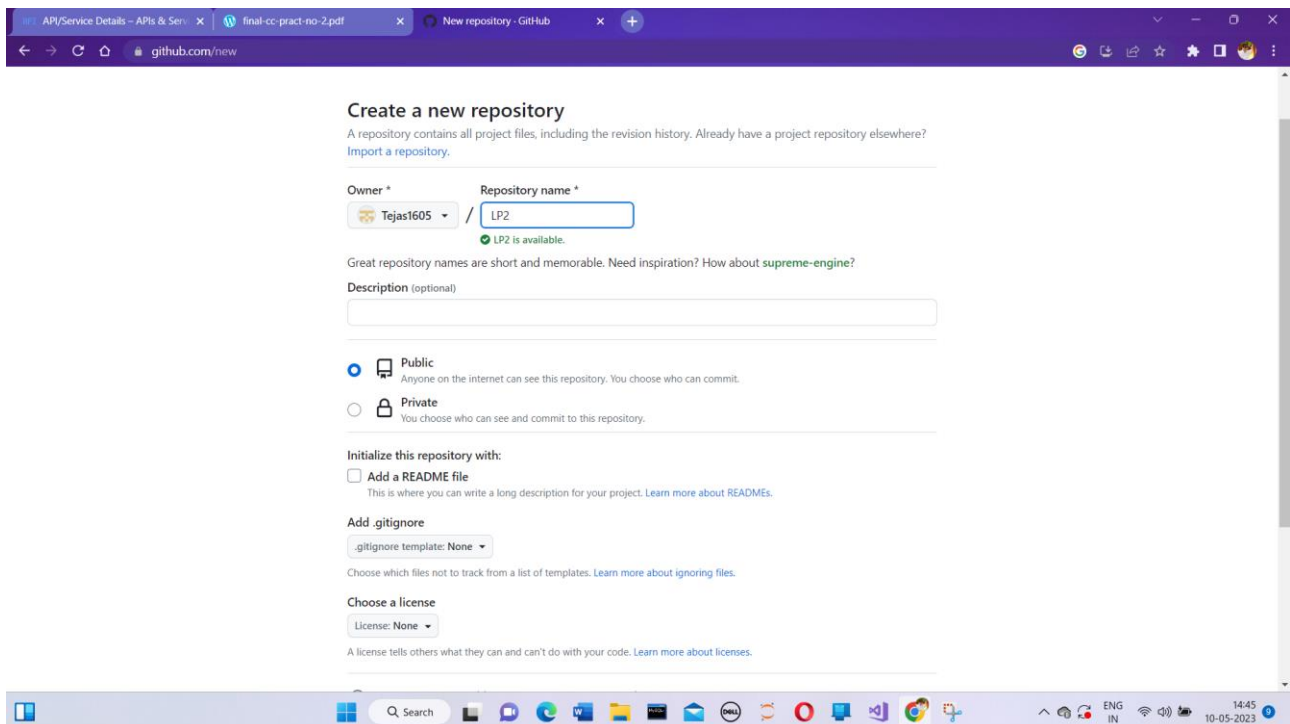 API/Service Details – APIs & Serv
final-cc-pract-no-2.pdf
New repository · GitHub
github.com/new
Create a new repository
A repository contains all project files, including the revision history. Already have a project repository elsewhere?
Import a repository.
Owner *
Repository name *
Tejas1605 / LP2
LP2 is available.
Great repository names are short and memorable. Need inspiration? How about supreme-engine?
Description (optional)
Public
Anyone on the internet can see this repository. You choose who can commit.
Private
You choose who can see and commit to this repository.
Initialize this repository with:
Add a README file
This is where you can write a long description for your project. Learn more about READMEs.
Add .gitignore
.gitignore template: None
Choose which files not to track from a list of templates. Learn more about ignoring files.
Choose a license
License: None
A license tells others what they can and can't do with your code. Learn more about licenses.
Search
DELL
ENG
IN
14:45
10-05-2023
9